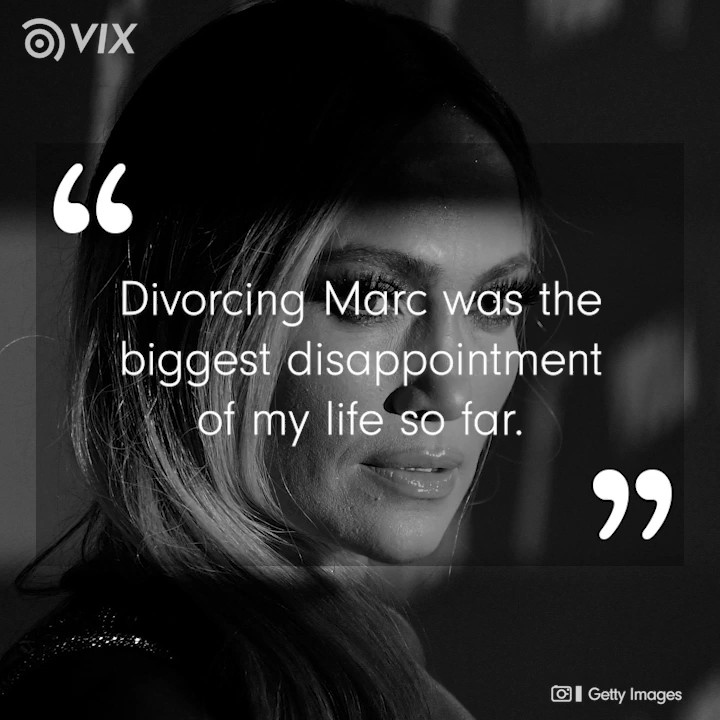 VIX
“
Divorcing Marc was the
biggest disappointment
of my life so far.
”
Getty Images